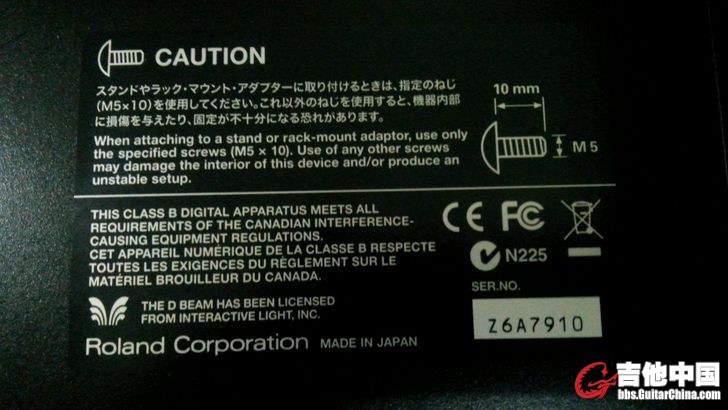 CAUTION
スタンドやラック・マウント・アダプターに取り付けるときは、指定のねじ
（M5×10）を使用してください。これ以外のねじを使用すると、機器内部
に損傷を与えたり、固定が不十分になる恐れがあります。
When attaching to a stand or rack-mount adaptor, use only
the specified screws (M5 × 10). Use of any other screws
may damage the interior of this device and/or produce an
unstable setup.
10 mm
M 5
THIS CLASS B DIGITAL APPARATUS MEETS ALL
REQUIREMENTS OF THE CANADIAN INTERFERENCE-
CAUSING EQUIPMENT REGULATIONS.
CET APPAREIL NUMÉRIQUE DE LA CLASSE B RESPECTE
TOUTES LES EXIGENCES DU RÈGLEMENT SUR LE
MATÉRIEL BROUILLEUR DU CANADA.
CE FC
N225
SER.NO.
Z6A7910
THE D BEAM HAS BEEN LICENSED
FROM INTERACTIVE LIGHT, INC.
Roland Corporation MADE IN JAPAN
吉他中国
bbs.GuitarChina.com